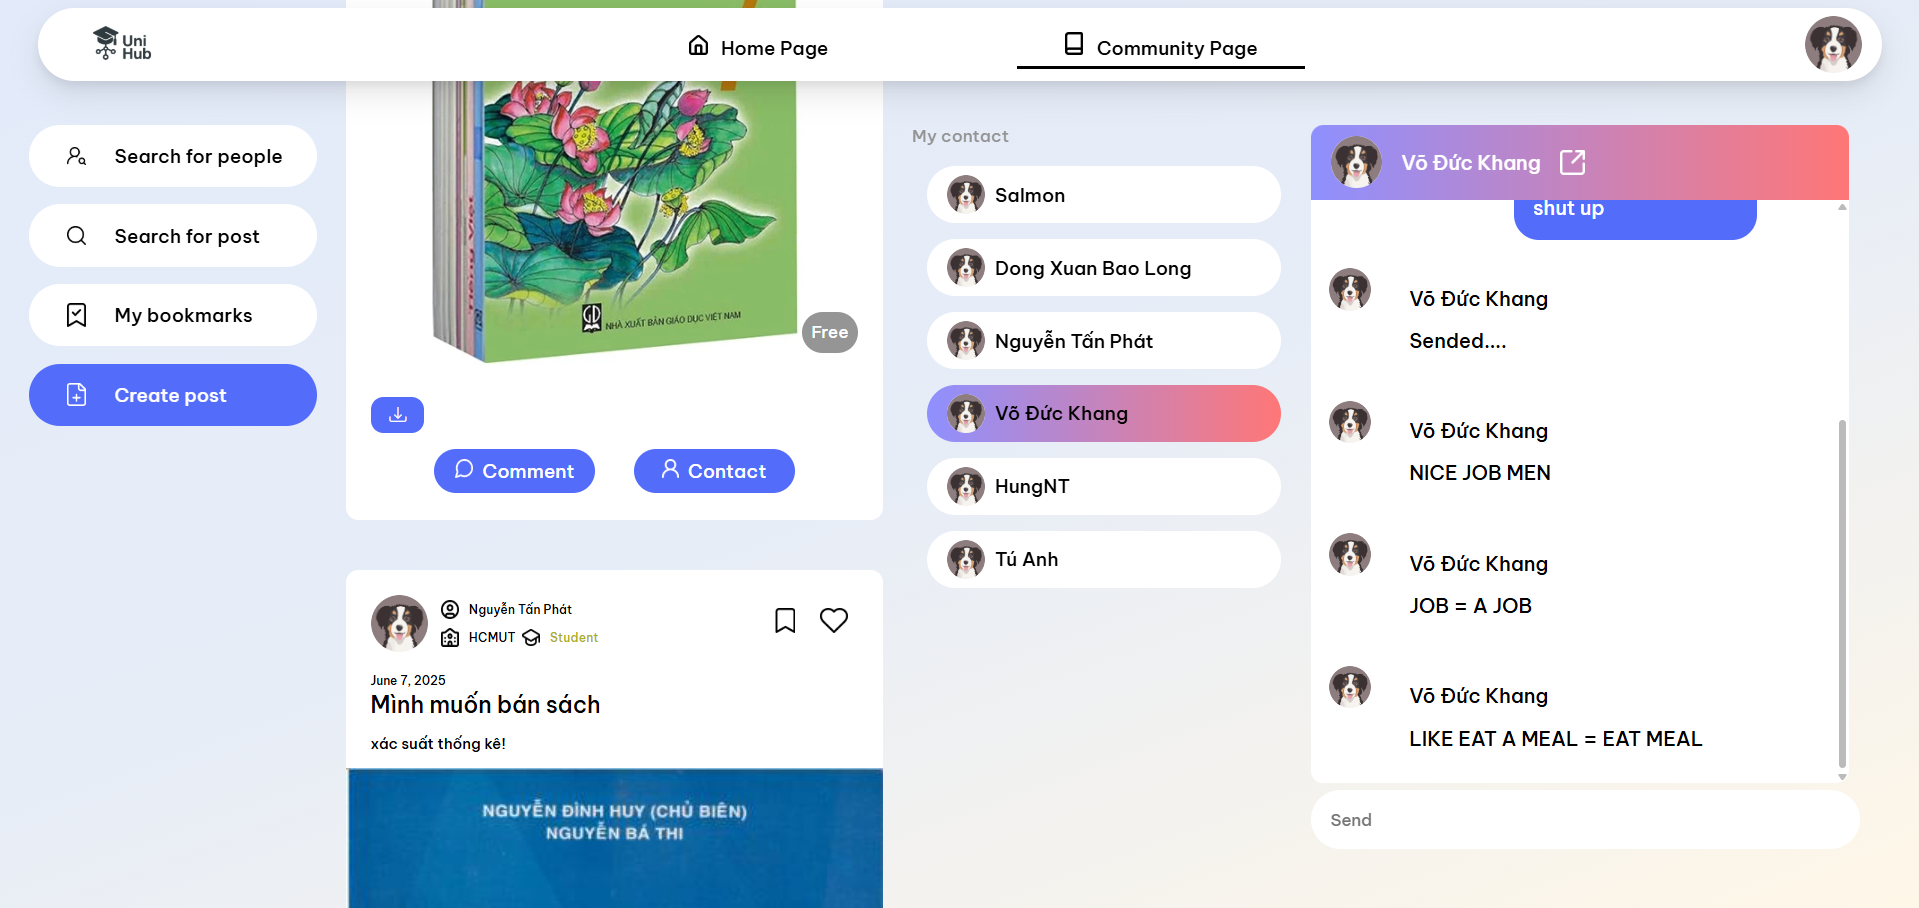 Uni
Hub
Home Page
Community Page
Search for people
Search for post
My bookmarks
Create post
Tiếng Việt
NHÀ XUẤT BẢN GIÁO DỤC VIỆT NAM
Free
Comment
Contact
Nguyễn Tấn Phát
HCMUT
Student
June 7, 2025
Mình muốn bán sách
xác suất thống kê!
NGUYỄN ĐÌNH HUY (CHỦ BIÊN)
NGUYỄN BÁ THI
My contact
Salmon
Dong Xuan Bao Long
Nguyễn Tấn Phát
Võ Đức Khang
HungNT
Tú Anh
Võ Đức Khang
shut up
Võ Đức Khang
Sended....
Võ Đức Khang
NICE JOB MEN
Võ Đức Khang
JOB = A JOB
Võ Đức Khang
LIKE EAT A MEAL = EAT MEAL
Send